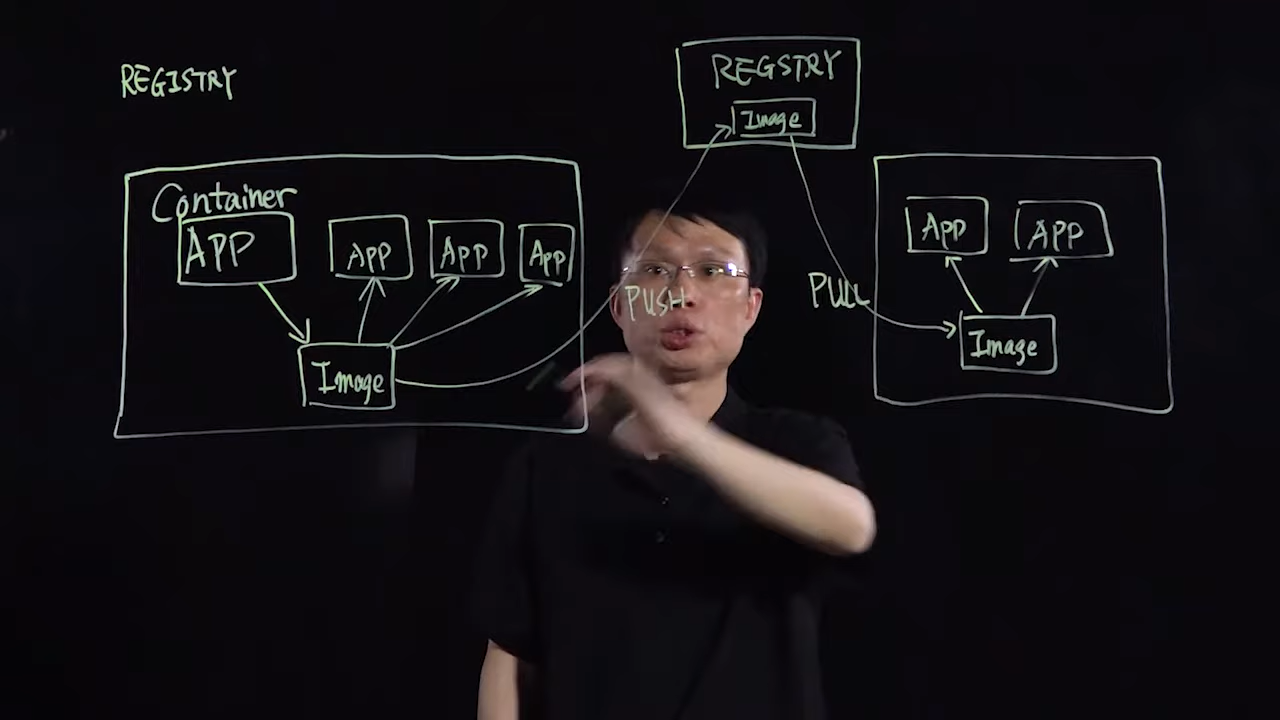 REGISTRY
REGSTRY
Image
Container
APP
APP
APP
APP
Image
PUSH
PULL
APP
APP
Image